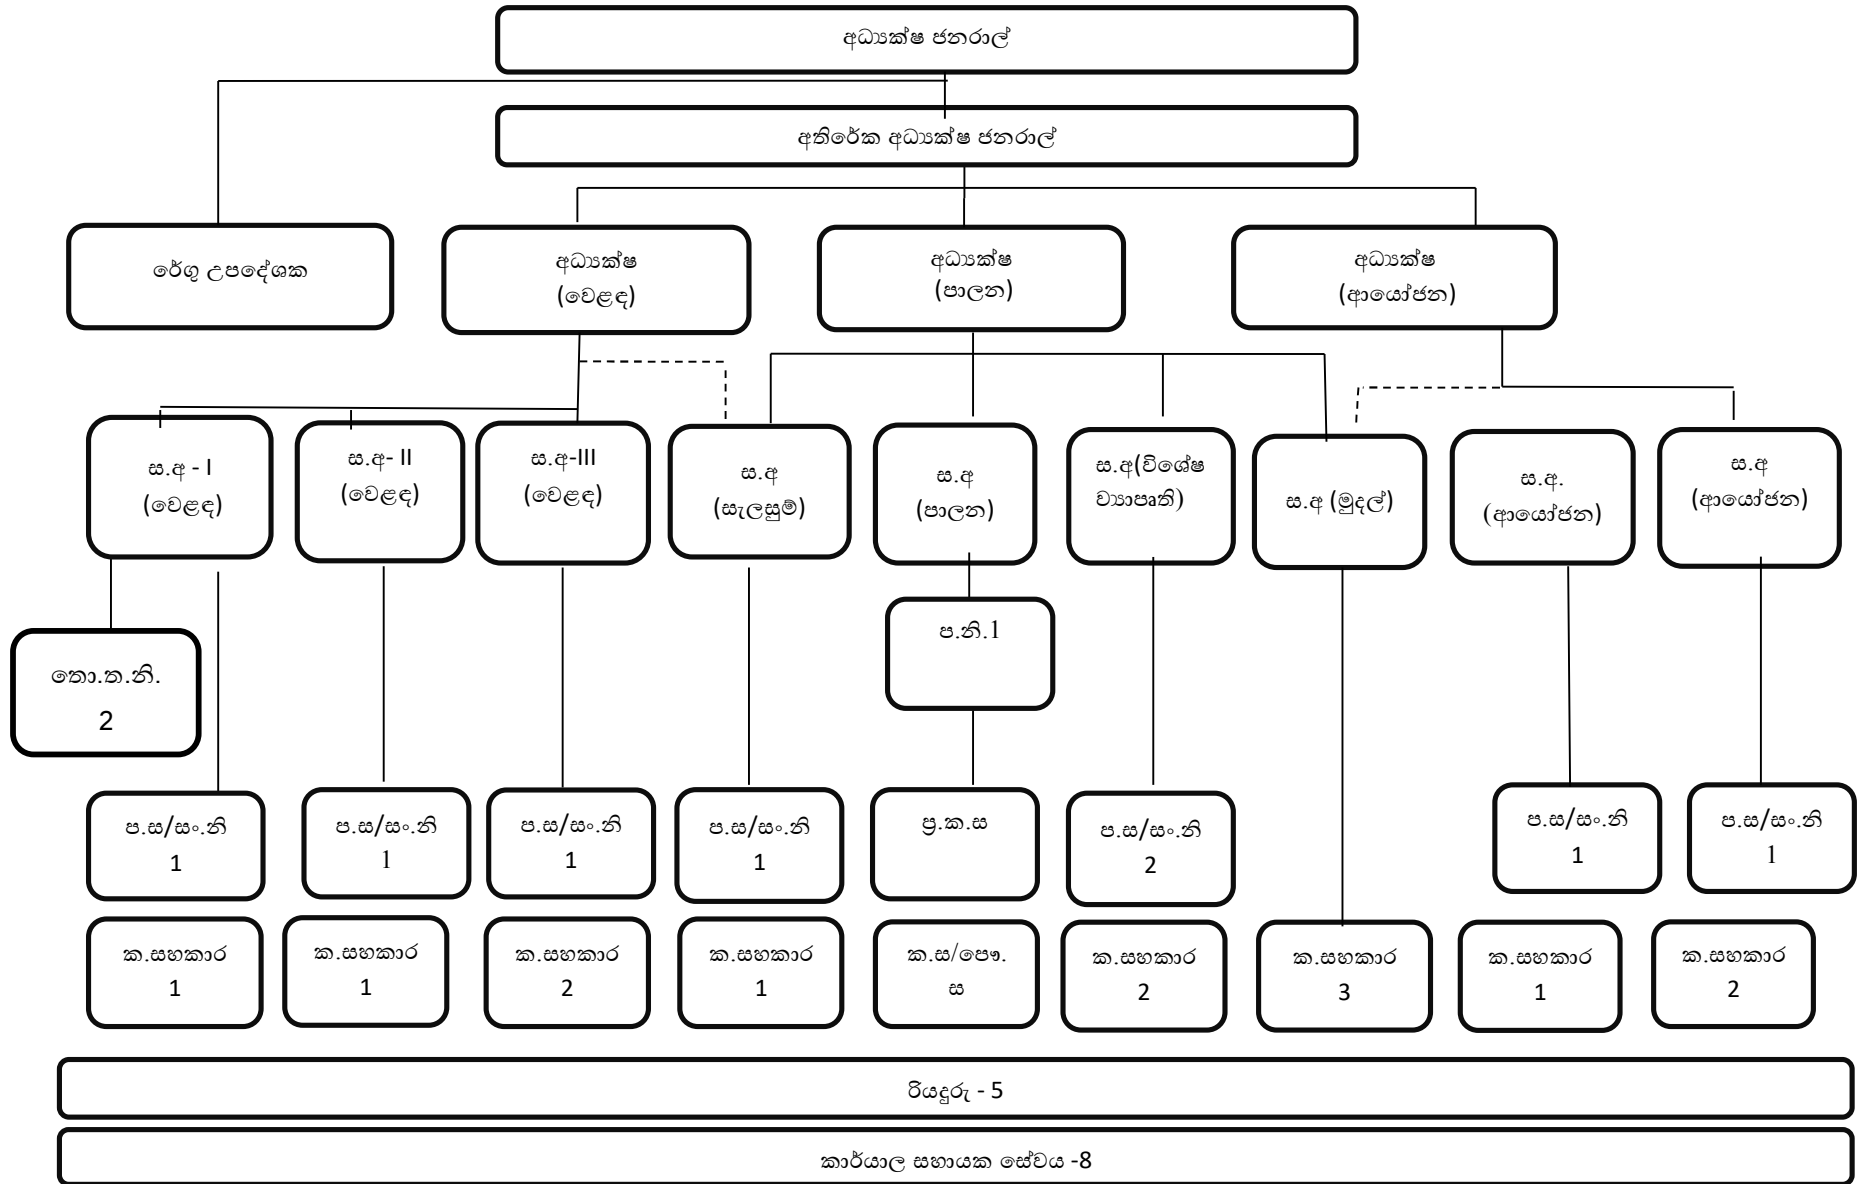 අධ්‍යක්ෂ ජනරාල්
අතිරේක අධ්‍යක්ෂ ජනරාල්
රේගු උපදේශක
අධ්‍යක්ෂ
(වෙළඳ)
අධ්‍යක්ෂ
(පාලන)
අධ්‍යක්ෂ
(ආයෝජන)
ස.අ - I
(වෙළඳ)
ස.අ- II
(වෙළඳ)
ස.අ-III
(වෙළඳ)
ස.අ
(සැලසුම්)
ස.අ
(පාලන)
ස.අ(විශේෂ
ව්‍යාපෘති)
ස.අ (මුදල්)
ස.අ.
(ආයෝජන)
ස.අ
(ආයෝජන)
තො.ත.නි.
2
ප.නි.1
ප.ස/සං.නි
1
ප.ස/සං.නි
1
ප.ස/සං.නි
1
ප.ස/සං.නි
1
ප්‍ර.ක.ස
ප.ස/සං.නි
2
ප.ස/සං.නි
1
ප.ස/සං.නි
1
ක.සහකාර
1
ක.සහකාර
1
ක.සහකාර
2
ක.සහකාර
1
ක.ස/පෞ.
ස
ක.සහකාර
2
ක.සහකාර
3
ක.සහකාර
1
ක.සහකාර
2
රියදුරු - 5
කාර්යාල සහායක සේවය -8